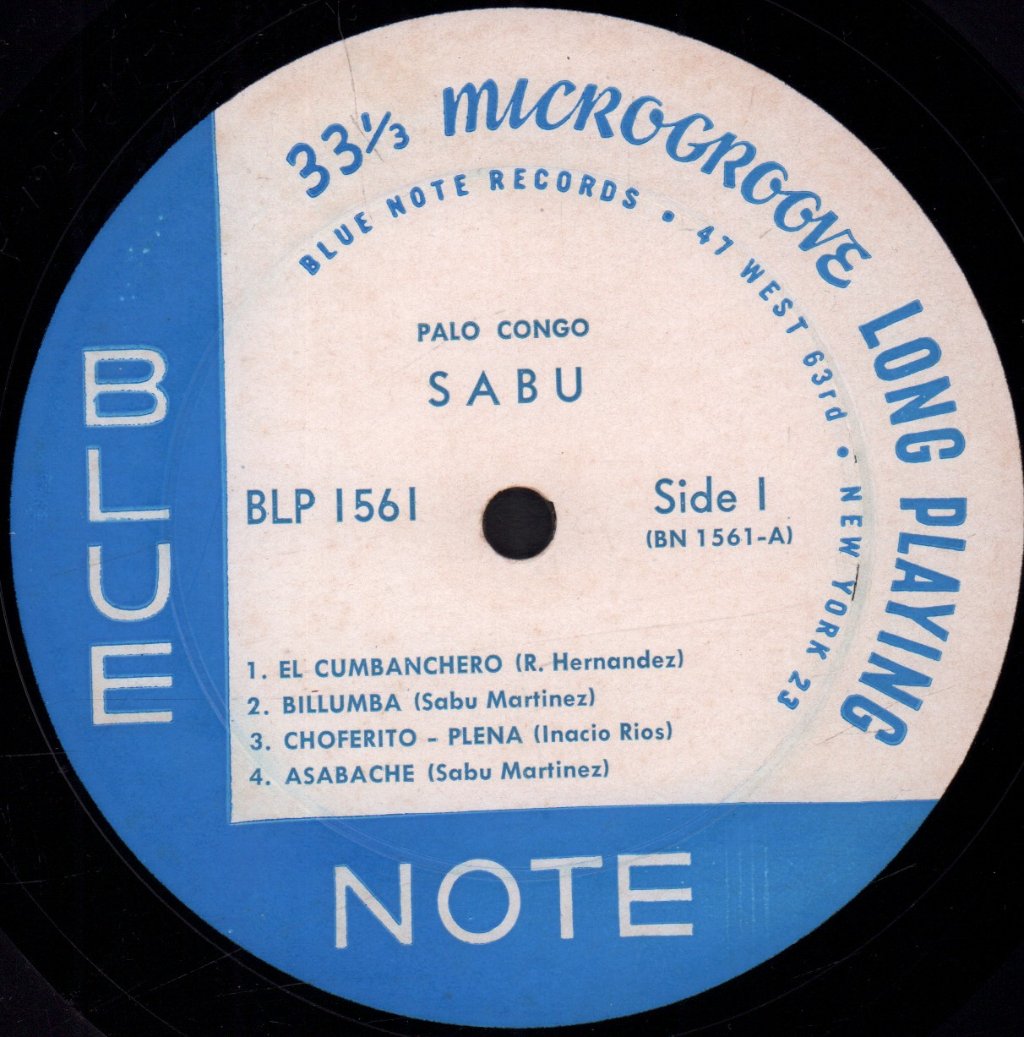 33⅓ MICROGROOVE LONG PLAYING
BLUE NOTE RECORDS • 47 WEST 63rd • NEW YORK 23
PALO CONGO
SABU
BLP 1561
Side 1
(BN 1561-A)
1. EL CUMBANCHERO (R. Hernandez)
2. BILLUMBA (Sabu Martinez)
3. CHOFERITO - PLENA (Inacio Rios)
4. ASABACHE (Sabu Martinez)
BLUE
NOTE